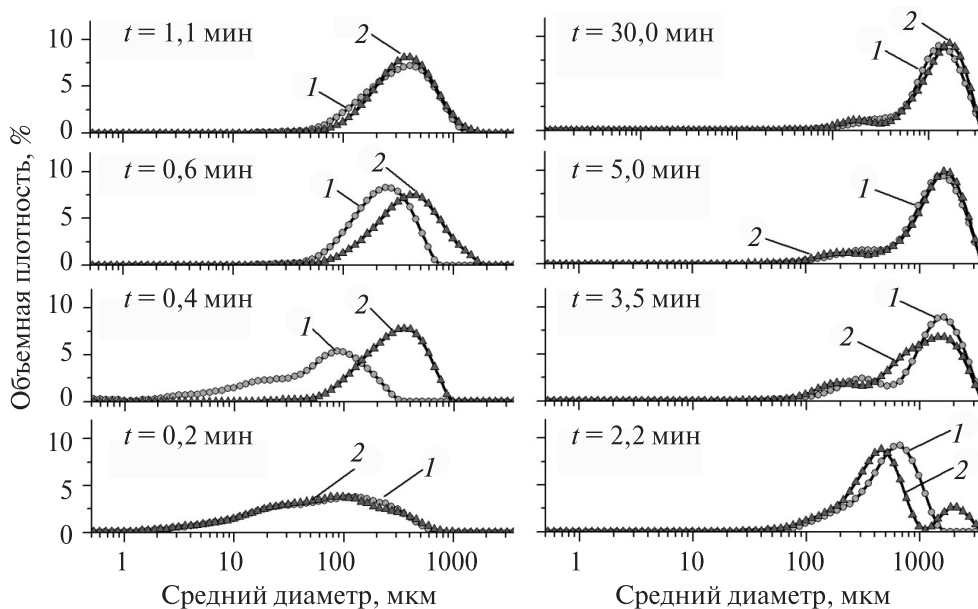 Объемная плотность, %
t = 1,1 мин
10
5
0
1
2
t = 0,6 мин
10
5
0
1
2
t = 0,4 мин
10
5
0
1
2
t = 0,2 мин
10
5
0
2
1
1 10 100 1000
Средний диаметр, мкм
t = 30,0 мин
1
2
t = 5,0 мин
2
1
t = 3,5 мин
2
1
t = 2,2 мин
1
2
1 10 100 1000
Средний диаметр, мкм